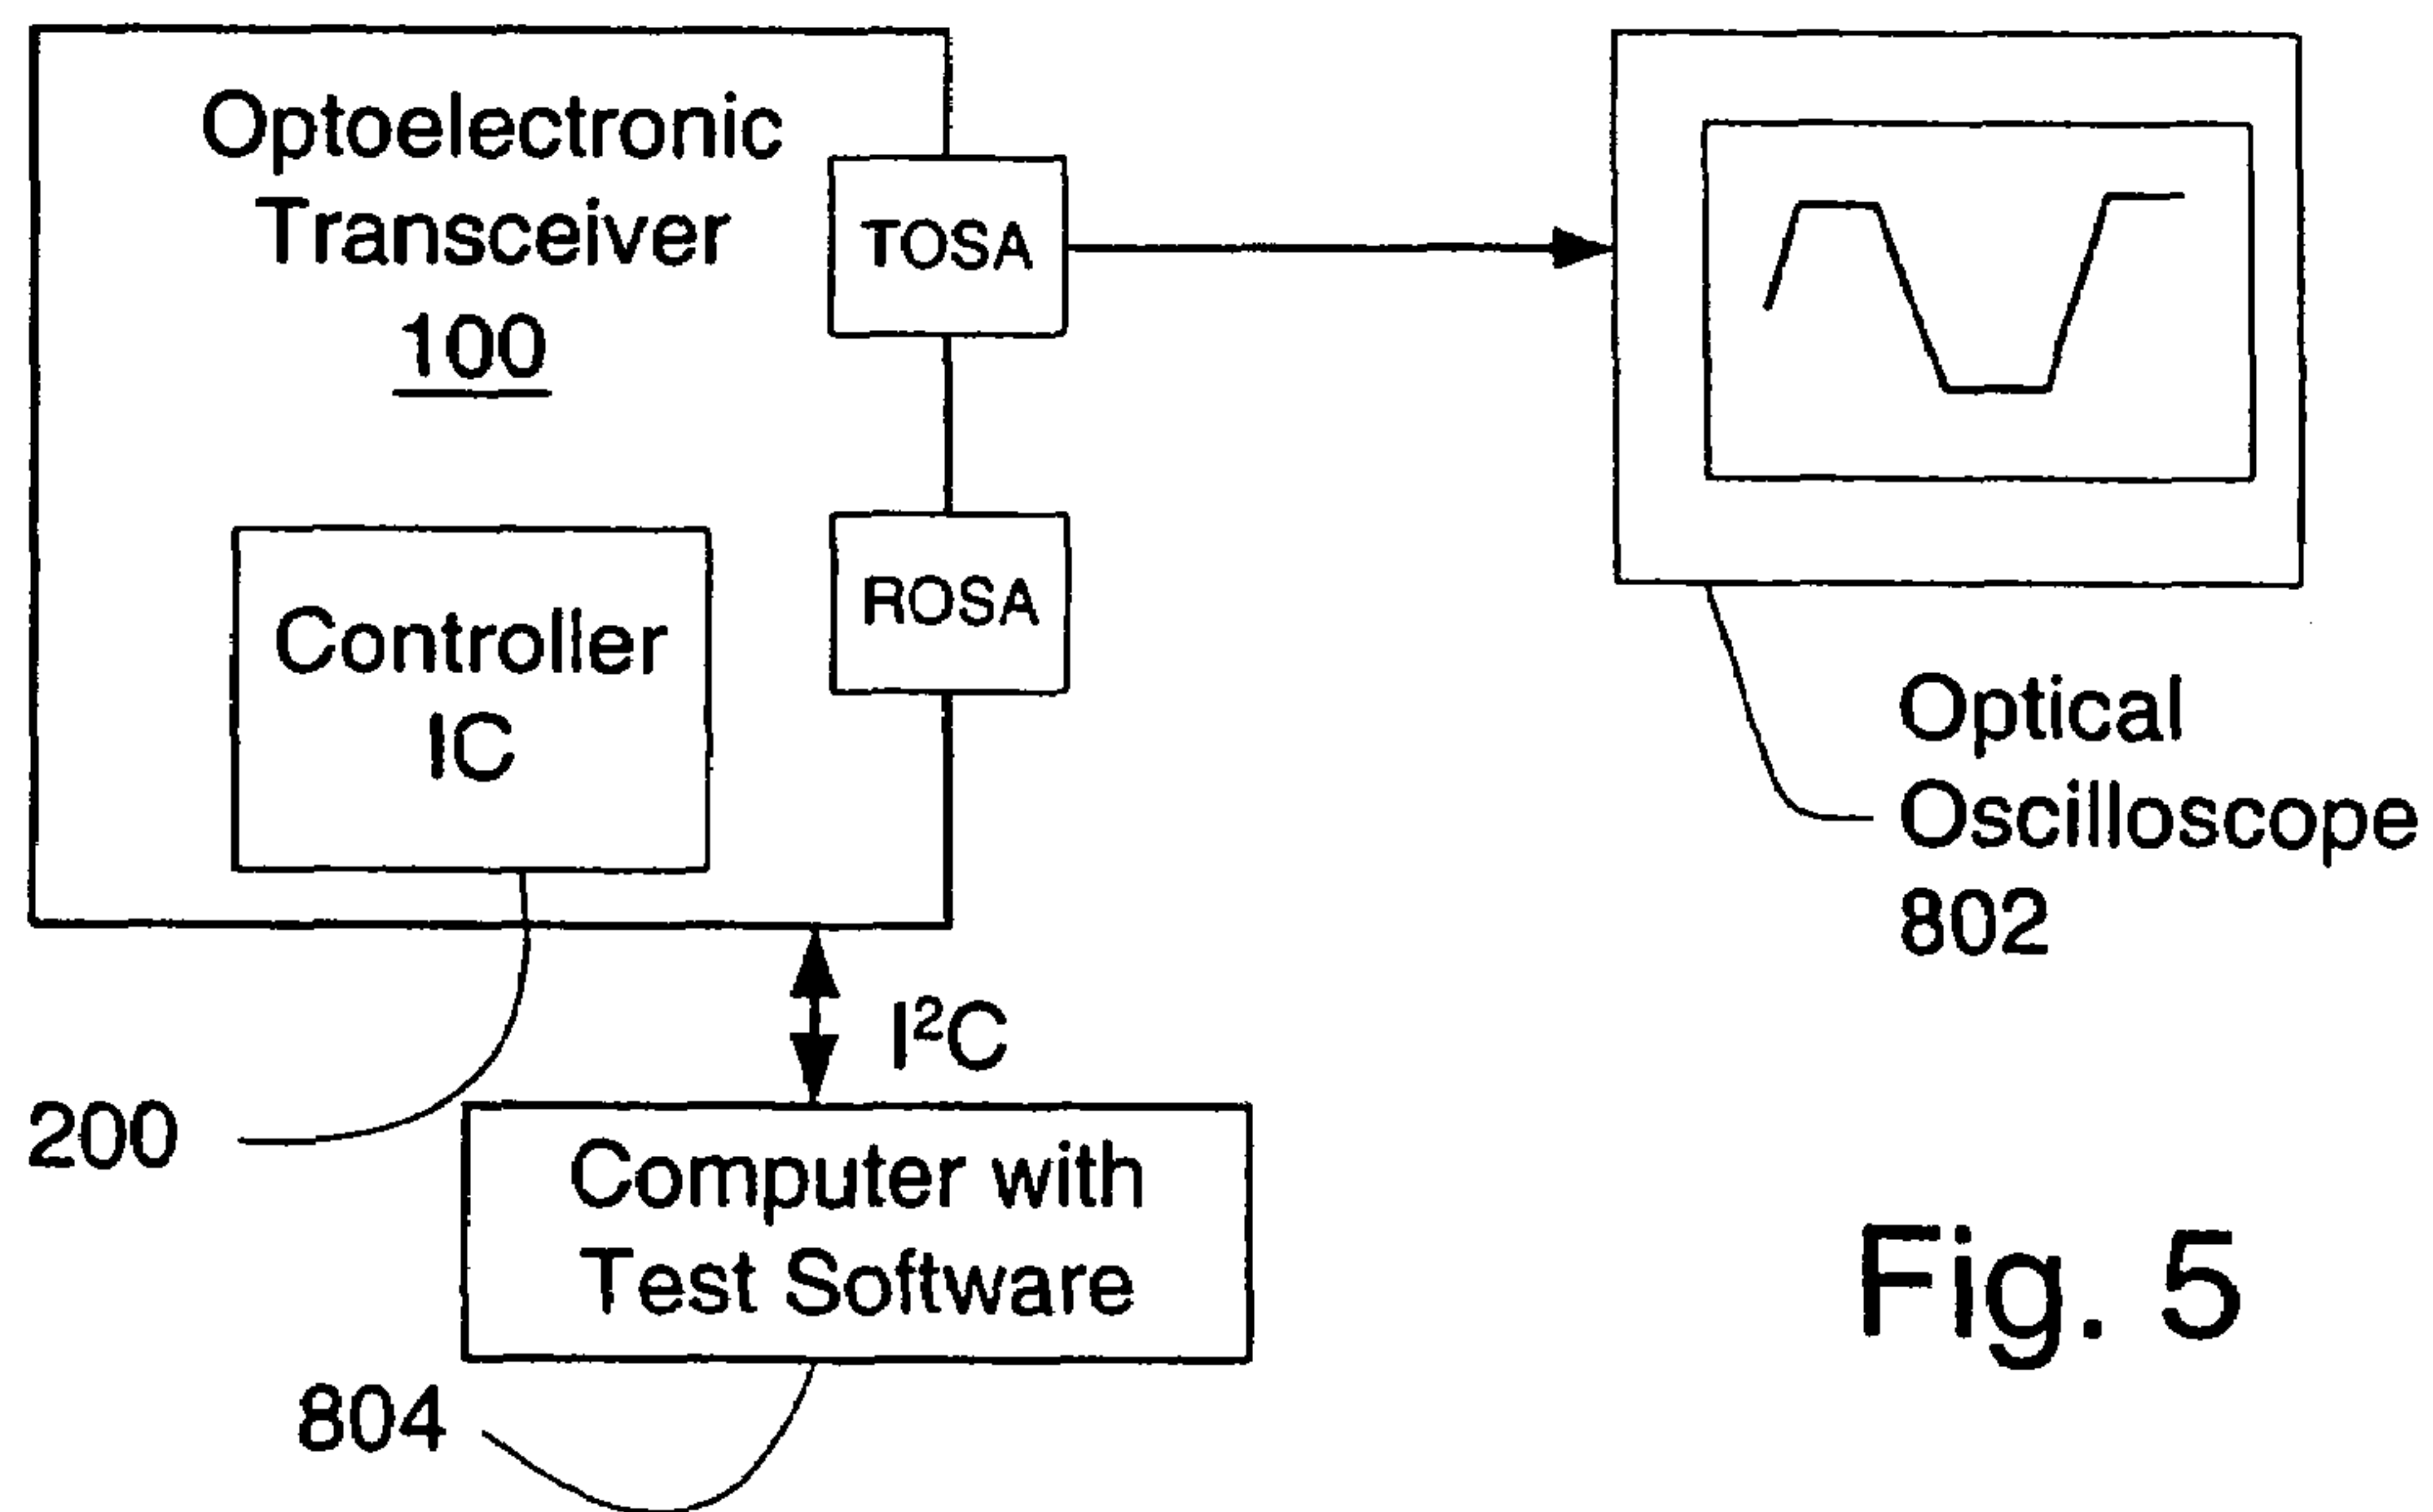 Optoelectronic
Transceiver
100
TOSA
ROSA
Controller
IC
Optical
Oscilloscope
802
I²C
200
Computer with
Test Software
804
Fig. 5